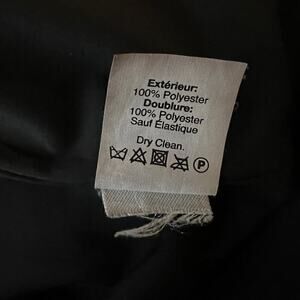 Extérieur:
100% Polyester
Doublure:
100% Polyester
Sauf Élastique
Dry Clean.
P